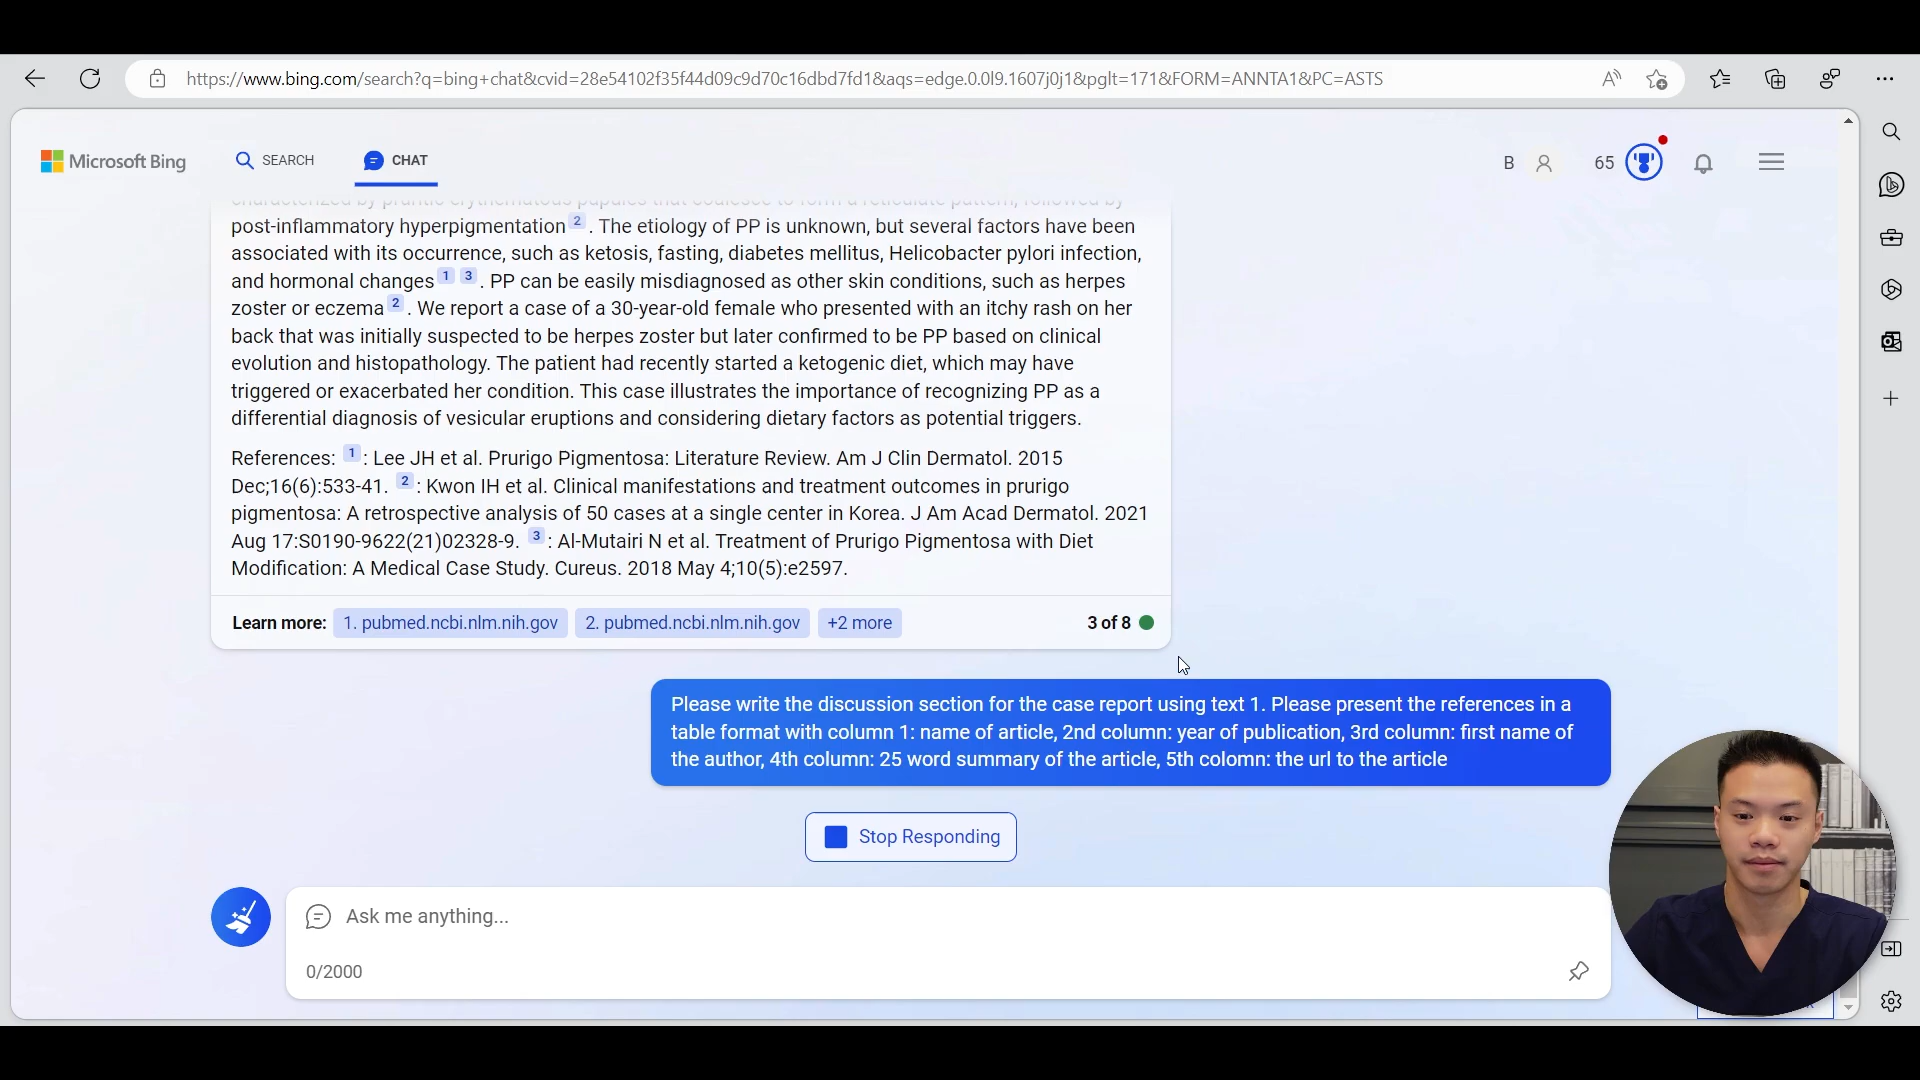 https://www.bing.com/search?q=bing+chat&cvid=28e54102f35f44d09c9d70c16dbd7fd1&aqs=edge.0.0l9.1607j0j1&pglt=171&FORM=ANNTA1&PC=ASTS
Microsoft Bing
SEARCH
CHAT
B
65
characterized by pruritic erythematous papules that coalesce to form a reticulate pattern, followed by
post-inflammatory hyperpigmentation 2 . The etiology of PP is unknown, but several factors have been
associated with its occurrence, such as ketosis, fasting, diabetes mellitus, Helicobacter pylori infection,
and hormonal changes 1 3 . PP can be easily misdiagnosed as other skin conditions, such as herpes
zoster or eczema 2 . We report a case of a 30-year-old female who presented with an itchy rash on her
back that was initially suspected to be herpes zoster but later confirmed to be PP based on clinical
evolution and histopathology. The patient had recently started a ketogenic diet, which may have
triggered or exacerbated her condition. This case illustrates the importance of recognizing PP as a
differential diagnosis of vesicular eruptions and considering dietary factors as potential triggers.
References: 1 : Lee JH et al. Prurigo Pigmentosa: Literature Review. Am J Clin Dermatol. 2015
Dec;16(6):533-41. 2 : Kwon IH et al. Clinical manifestations and treatment outcomes in prurigo
pigmentosa: A retrospective analysis of 50 cases at a single center in Korea. J Am Acad Dermatol. 2021
Aug 17:S0190-9622(21)02328-9. 3 : Al-Mutairi N et al. Treatment of Prurigo Pigmentosa with Diet
Modification: A Medical Case Study. Cureus. 2018 May 4;10(5):e2597.
Learn more: 1. pubmed.ncbi.nlm.nih.gov 2. pubmed.ncbi.nlm.nih.gov +2 more 3 of 8
Please write the discussion section for the case report using text 1. Please present the references in a
table format with column 1: name of article, 2nd column: year of publication, 3rd column: first name of
the author, 4th column: 25 word summary of the article, 5th colomn: the url to the article
Stop Responding
Ask me anything...
0/2000